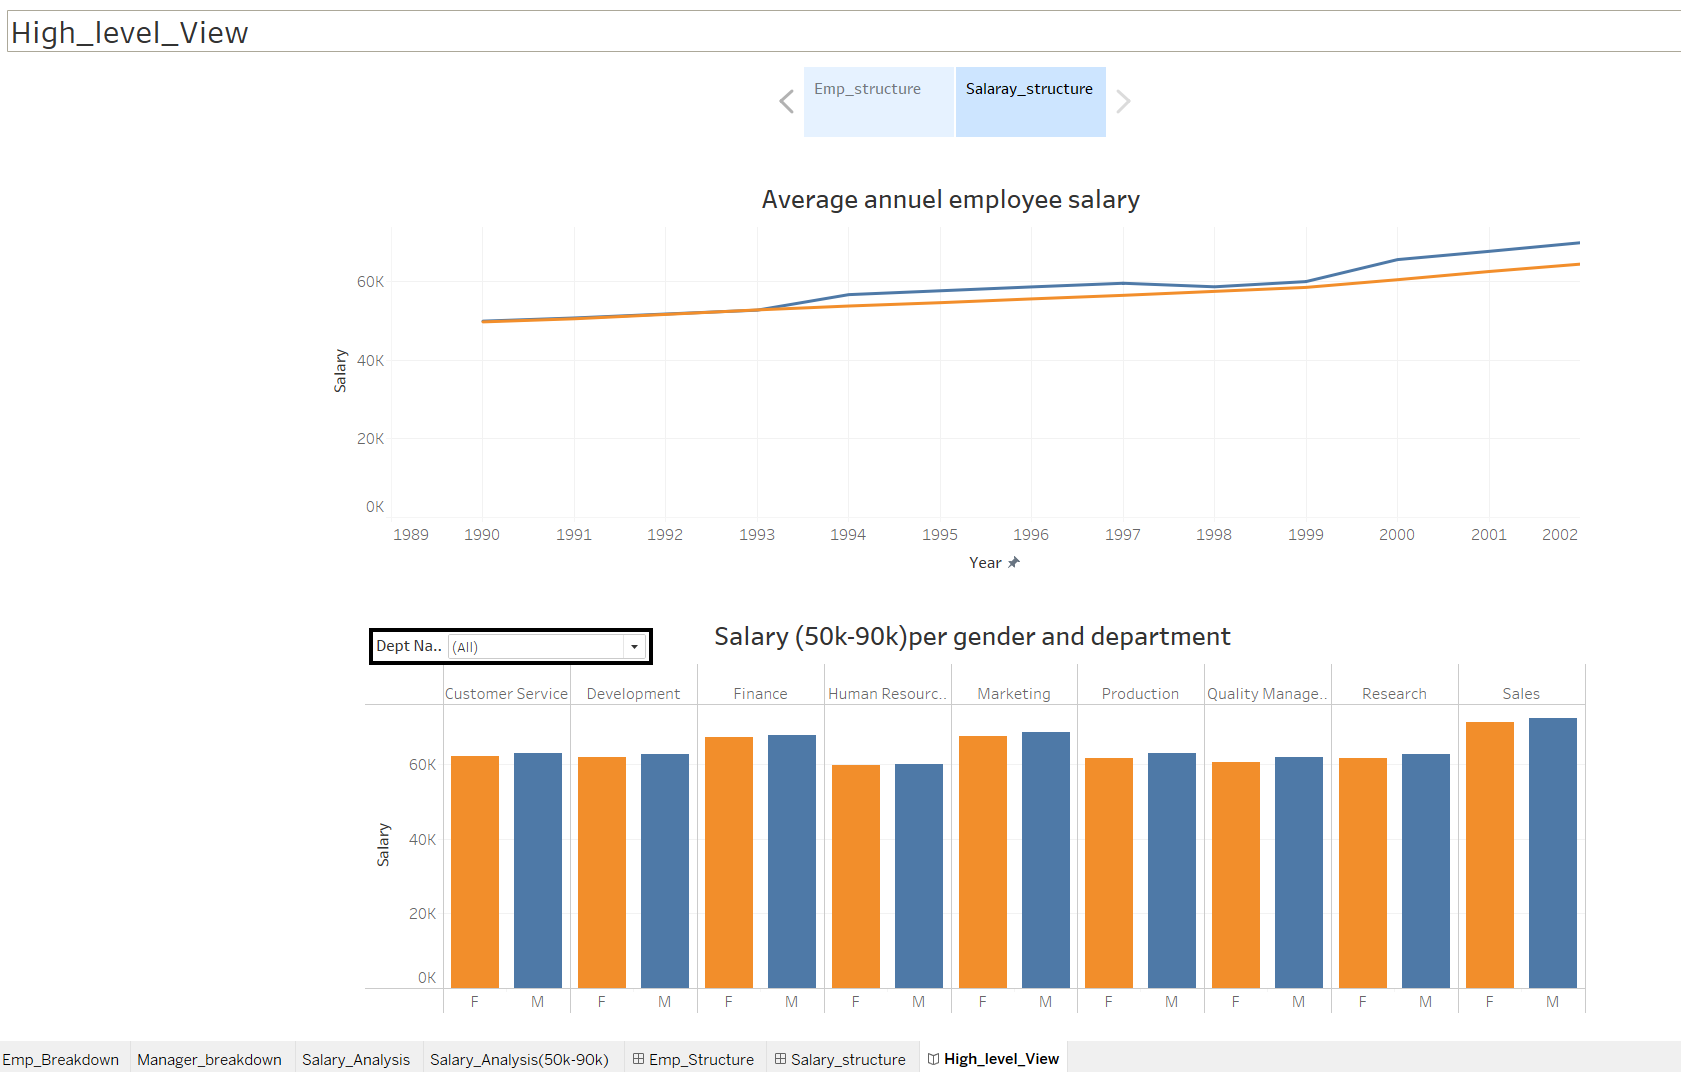 High_level_View
Emp_structure Salaray_structure
Average annuel employee salary
60K
40K
20K
0K
Salary
1989 1990 1991 1992 1993 1994 1995 1996 1997 1998 1999 2000 2001 2002
Year
Dept Na.. (All)
Salary (50k-90k)per gender and department
Customer Service Development Finance Human Resourc.. Marketing Production Quality Manage.. Research Sales
60K
40K
20K
0K
Salary
F M F M F M F M F M F M F M F M F M
Emp_Breakdown Manager_breakdown Salary_Analysis Salary_Analysis(50k-90k) Emp_Structure Salary_structure High_level_View